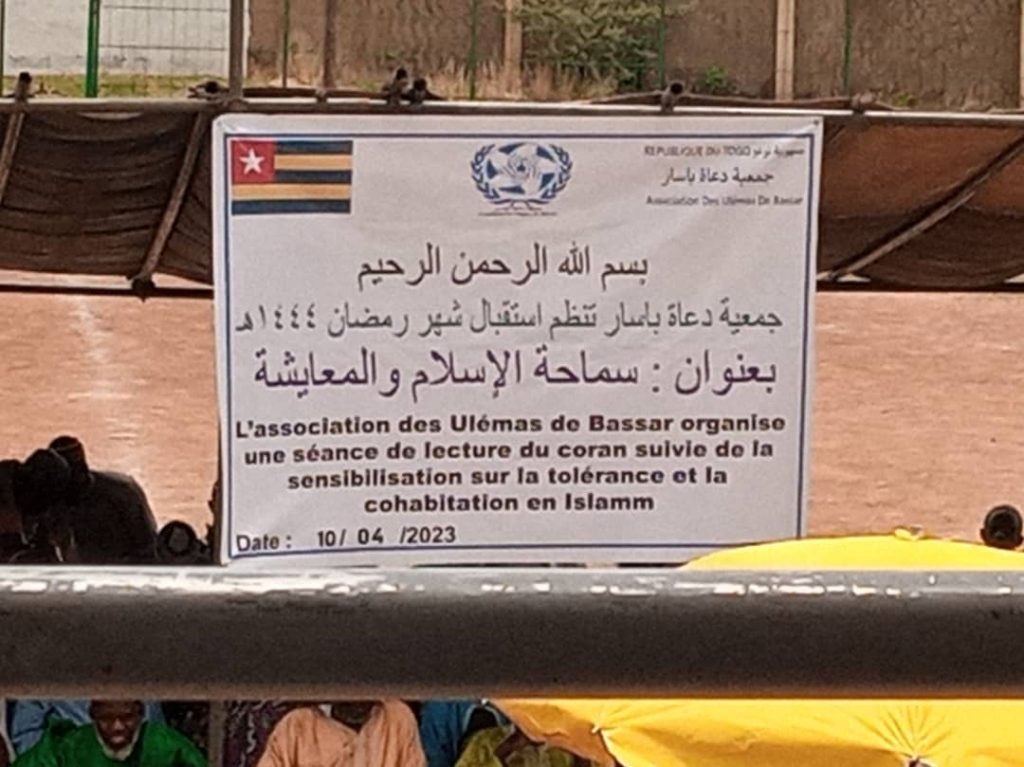 REPUBLIQUE DU TOGO جمهورية توغو
جمعية دعاة باسار
Association Des Ulémas De Bassar
بسم الله الرحمن الرحيم
جمعية دعاة باسار تنظم استقبال شهر رمضان ١٤٤٤هـ
بعنوان : سماحة الإسلام والمعايشة
L'association des Ulémas de Bassar organise
une séance de lecture du coran suivie de la
sensibilisation sur la tolérance et la
cohabitation en Islamm
Date : 10/ 04 /2023